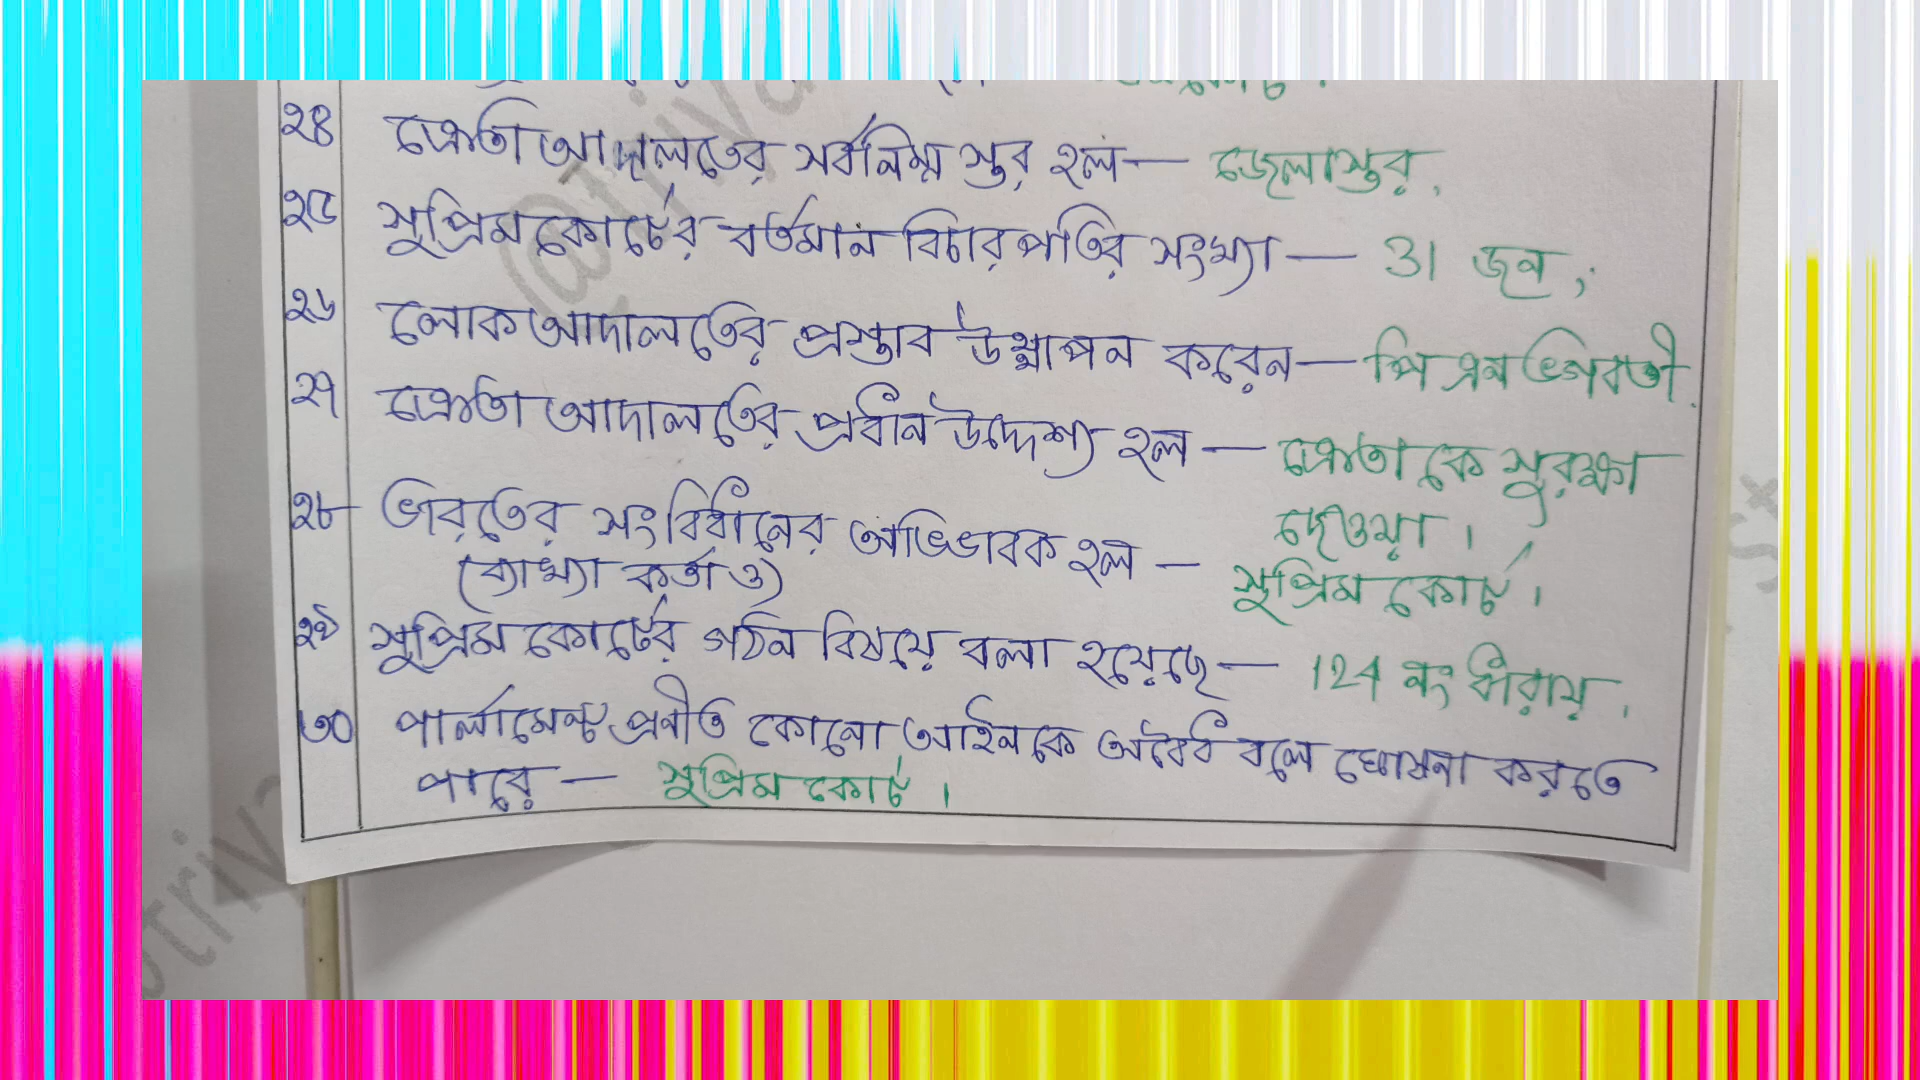 ২৪ ক্রেতা আদালতের সর্বনিম্ন স্তর হল — জেলাস্তর,
২৫ সুপ্রিম কোর্টের বর্তমান বিচারপতির সংখ্যা — 31 জন,
২৬ লোক আদালতের প্রস্তাব উত্থাপন করেন — পি এন ভগবতী.
২৭ ক্রেতা আদালতের প্রধান উদ্দেশ্য হল — ক্রেতাকে সুরক্ষা
দেওয়া।
২৮ ভারতের সংবিধানের অভিভাবক হল — সুপ্রিম কোর্ট।
(ব্যাখ্যা কর্তাও)
২৯ সুপ্রিম কোর্টের গঠন বিষয়ে বলা হয়েছে — 124 নং ধারায়,
৩০ পার্লামেন্ট প্রনীত কোনো আইনকে অবৈধ বলে ঘোষনা করতে
পারে — সুপ্রিম কোর্ট।